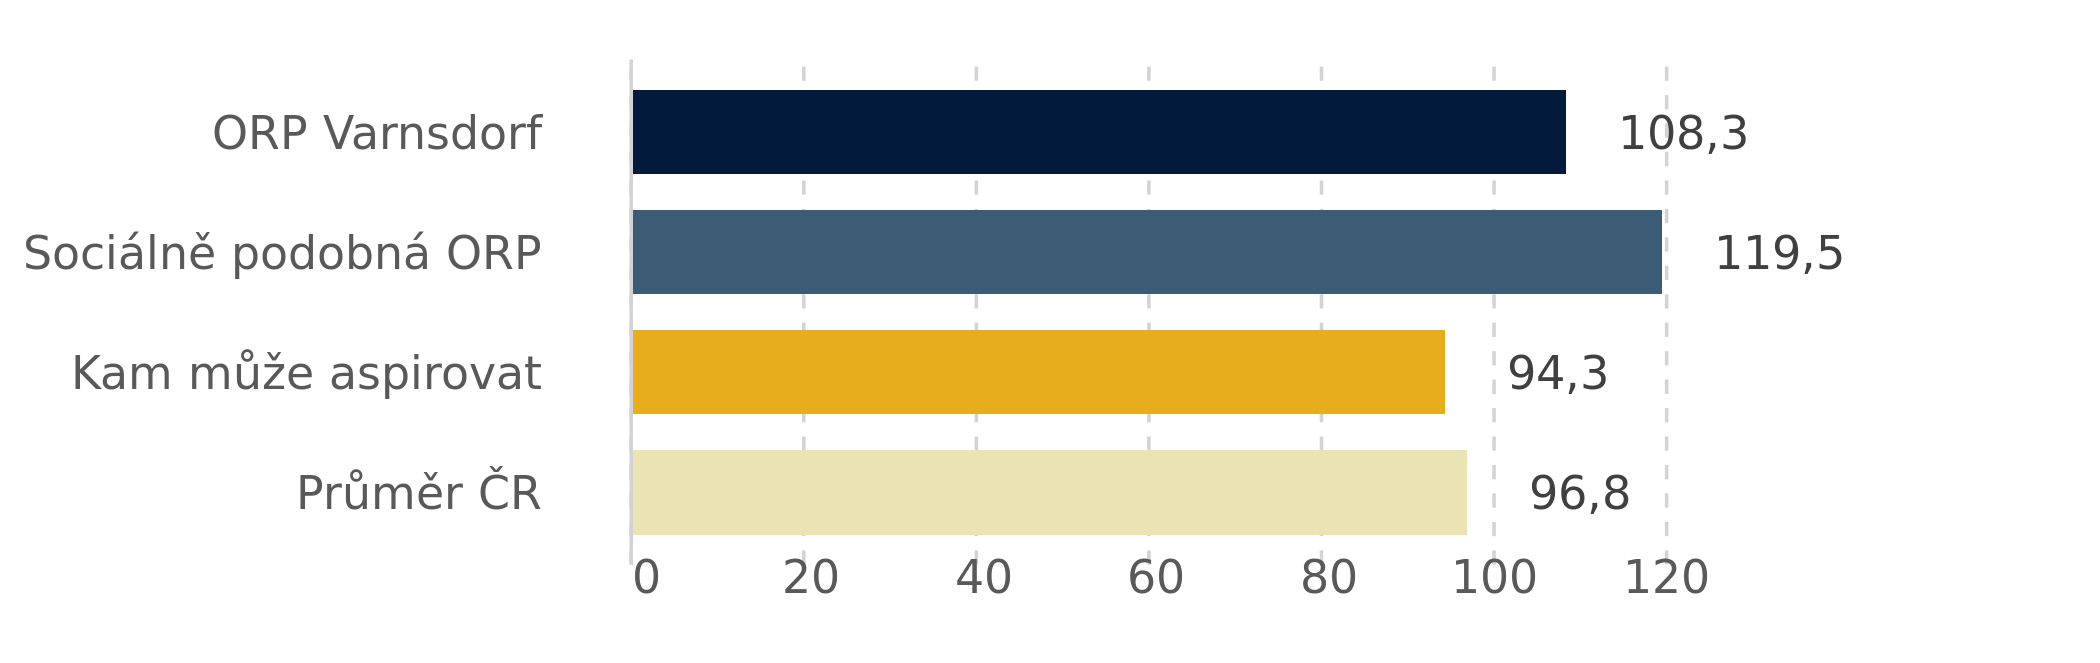 ORP Varnsdorf 108,3
Sociálně podobná ORP 119,5
Kam může aspirovat 94,3
Průměr ČR 96,8
0 20 40 60 80 100 120